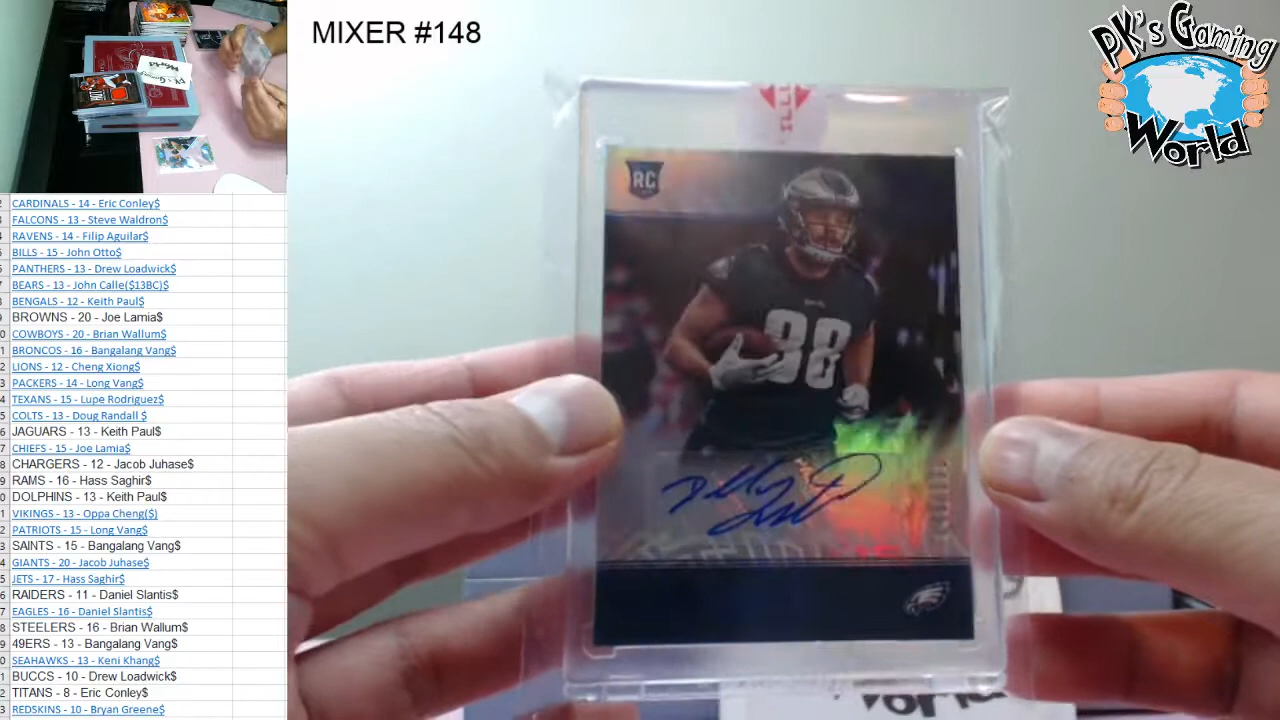 MIXER #148
PK's Gaming
World
CARDINALS - 14 - Eric Conley$
FALCONS - 13 - Steve Waldron$
RAVENS - 14 - Filip Aguilar$
BILLS - 15 - John Otto$
PANTHERS - 13 - Drew Loadwick$
BEARS - 13 - John Calle($13BC)$
BENGALS - 12 - Keith Paul$
BROWNS - 20 - Joe Lamia$
COWBOYS - 20 - Brian Wallum$
BRONCOS - 16 - Bangalang Vang$
LIONS - 12 - Cheng Xiong$
PACKERS - 14 - Long Vang$
TEXANS - 15 - Lupe Rodriguez$
COLTS - 13 - Doug Randall $
JAGUARS - 13 - Keith Paul$
CHIEFS - 15 - Joe Lamia$
CHARGERS - 12 - Jacob Juhase$
RAMS - 16 - Hass Saghir$
DOLPHINS - 13 - Keith Paul$
VIKINGS - 13 - Oppa Cheng($)
PATRIOTS - 15 - Long Vang$
SAINTS - 15 - Bangalang Vang$
GIANTS - 20 - Jacob Juhase$
JETS - 17 - Hass Saghir$
RAIDERS - 11 - Daniel Slantis$
EAGLES - 16 - Daniel Slantis$
STEELERS - 16 - Brian Wallum$
49ERS - 13 - Bangalang Vang$
SEAHAWKS - 13 - Keni Khang$
BUCCS - 10 - Drew Loadwick$
TITANS - 8 - Eric Conley$
REDSKINS - 10 - Bryan Greene$
RC
88
World